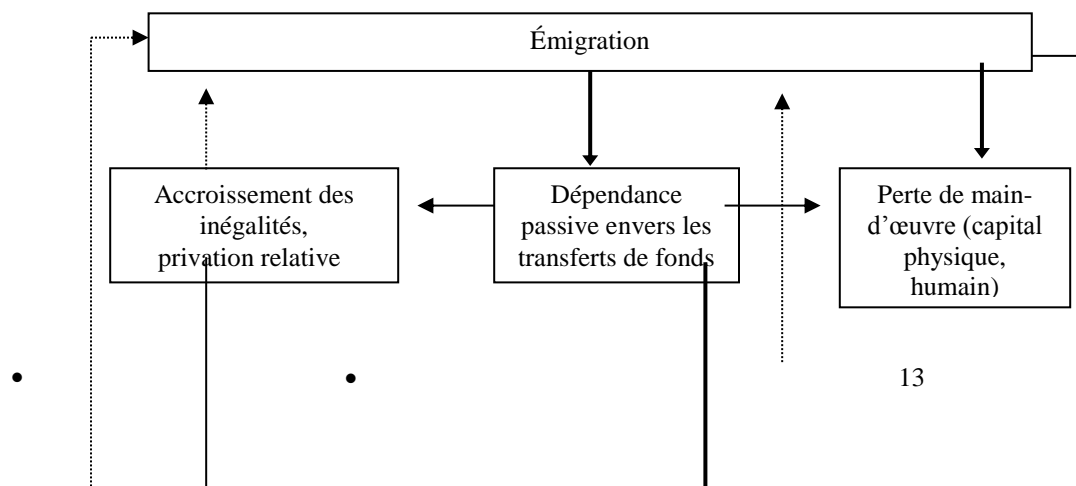 Émigration
Accroissement des
inégalités,
privation relative
Dépendance
passive envers les
transferts de fonds
Perte de main-
d’œuvre (capital
physique,
humain)
13